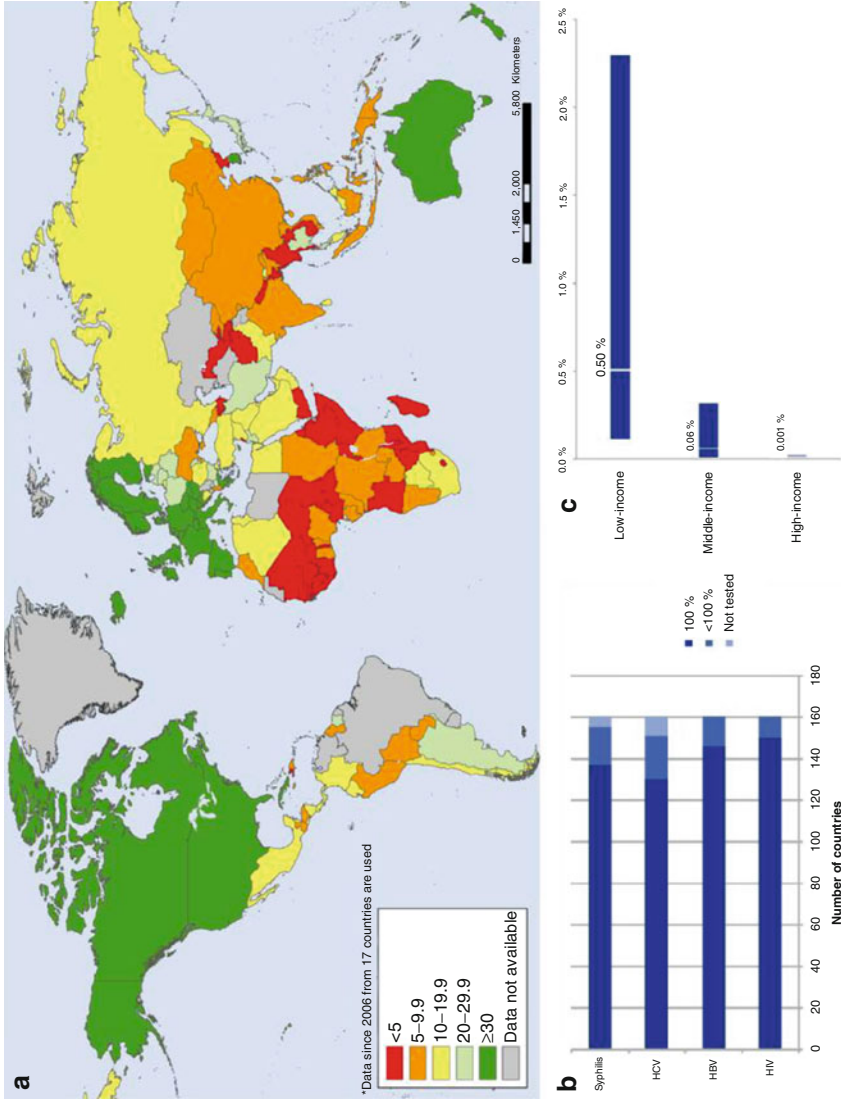 a
*Data since 2006 from 17 countries are used
<5
5–9.9
10–19.9
20–29.9
≥30
Data not available
0 1,450 2,000 5,800 Kilometers
b
Syphilis
HCV
HBV
HIV
0 20 40 60 80 100 120 140 160 180
Number of countries
100 %
<100 %
Not tested
c
0.0 % 0.5 % 1.0 % 1.5 % 2.0 % 2.5 %
Low-income
0.50 %
Middle-income
0.06 %
High-income
0.001 %